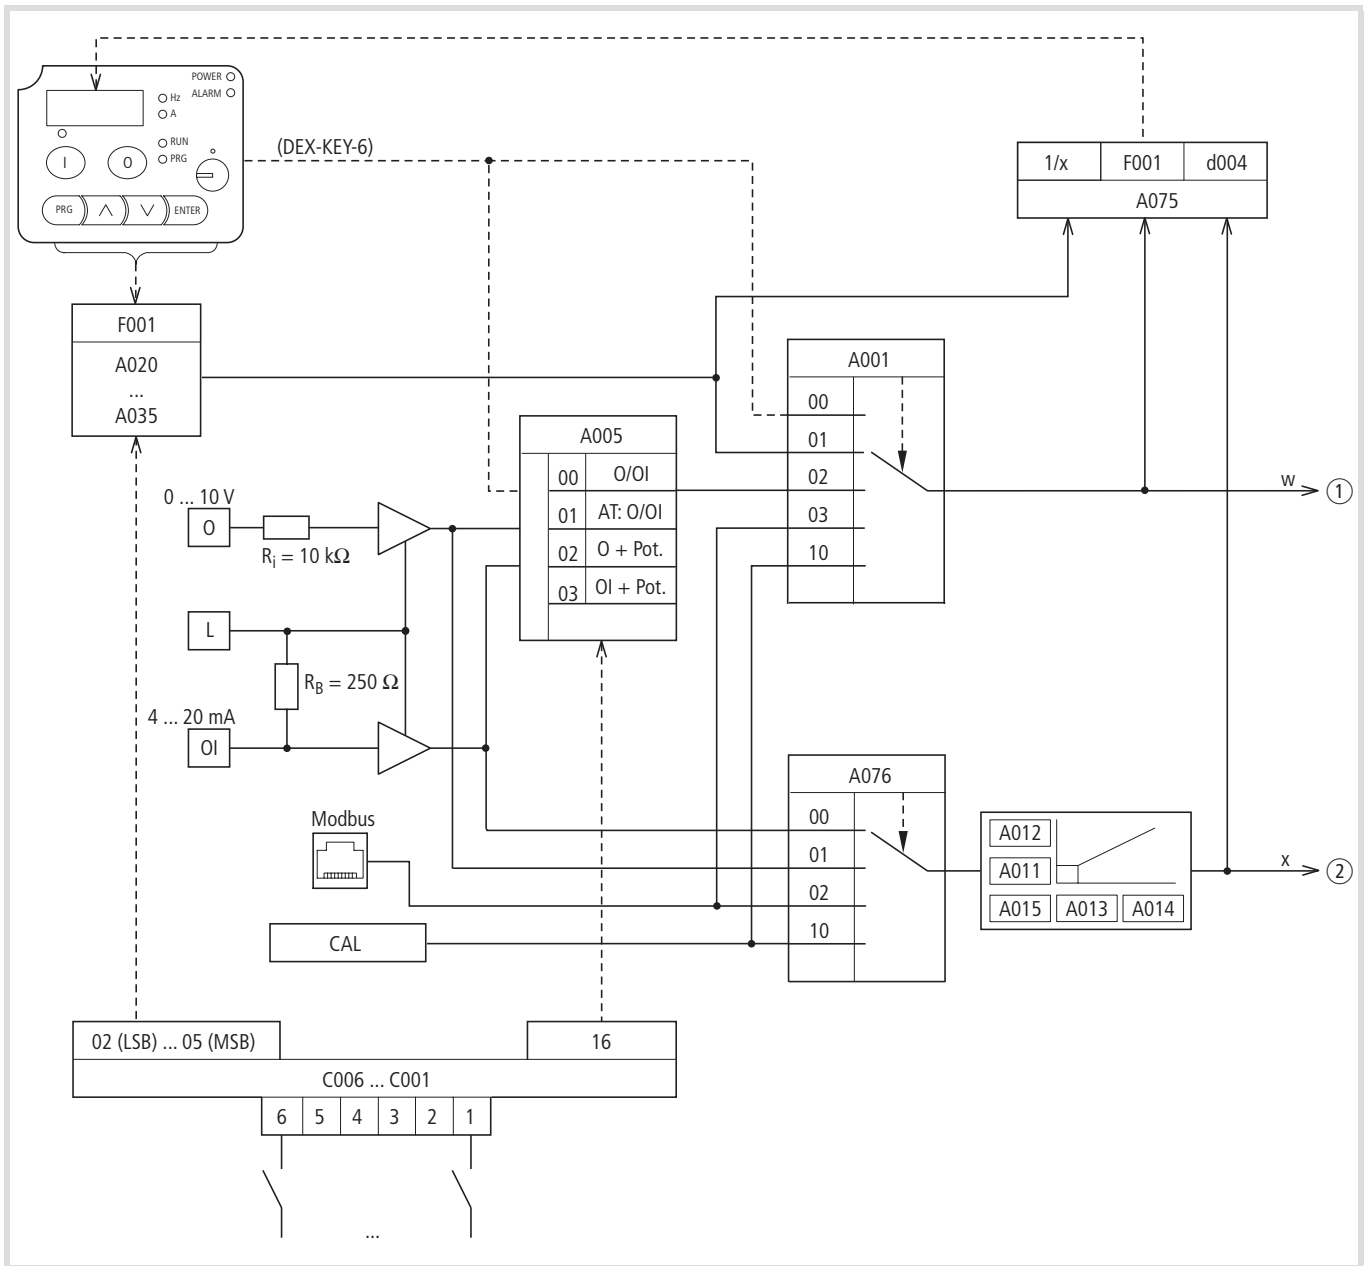 POWER
ALARM
Hz
A
RUN
PRG
I
O
PRG
ENTER
(DEX-KEY-6)
1/x F001 d004
A075
F001
A020
...
A035
A001
00
01
02
03
10
A005
00 O/OI
01 AT: O/OI
02 O + Pot.
03 OI + Pot.
0 ... 10 V
O
Ri = 10 kΩ
L
RB = 250 Ω
4 ... 20 mA
OI
w
1
Modbus
CAL
A076
00
01
02
10
A012
A011
A015 A013 A014
x
2
02 (LSB) ... 05 (MSB)
16
C006 ... C001
6 5 4 3 2 1
...